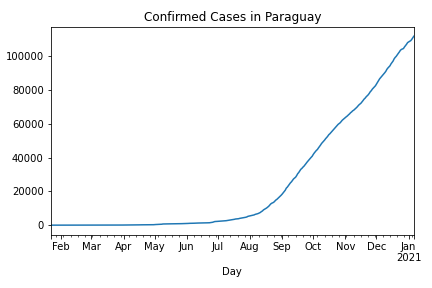 Confirmed Cases in Paraguay
100000
80000
60000
40000
20000
0
Feb Mar Apr May Jun Jul Aug Sep Oct Nov Dec Jan
2021
Day